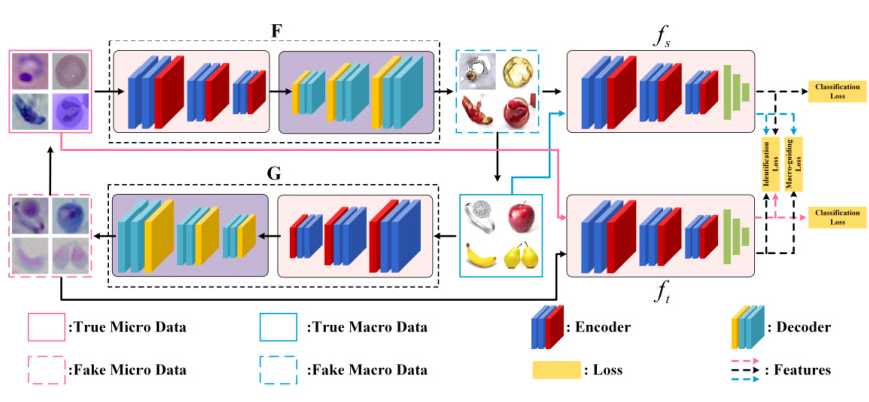 F
f_s
Classification
Loss
Identification
Loss
Macro-guiding
Loss
G
Classification
Loss
f_t
:True Micro Data
:True Macro Data
: Encoder
: Decoder
:Fake Micro Data
:Fake Macro Data
: Loss
: Features